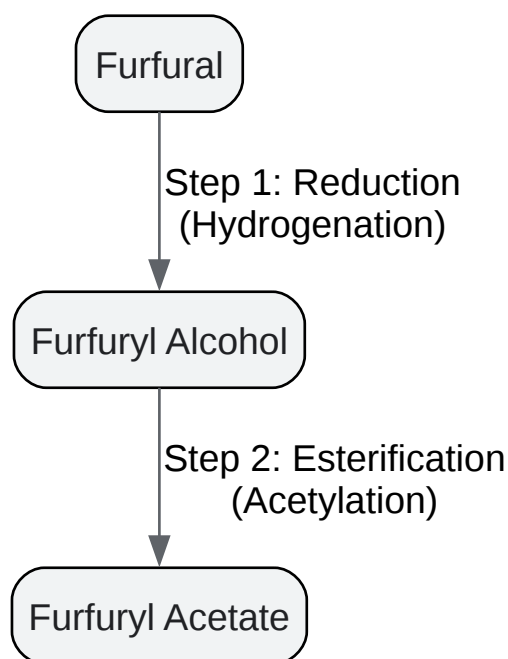 Furfural
Step 1: Reduction
(Hydrogenation)
Furfuryl Alcohol
Step 2: Esterification
(Acetylation)
Furfuryl Acetate